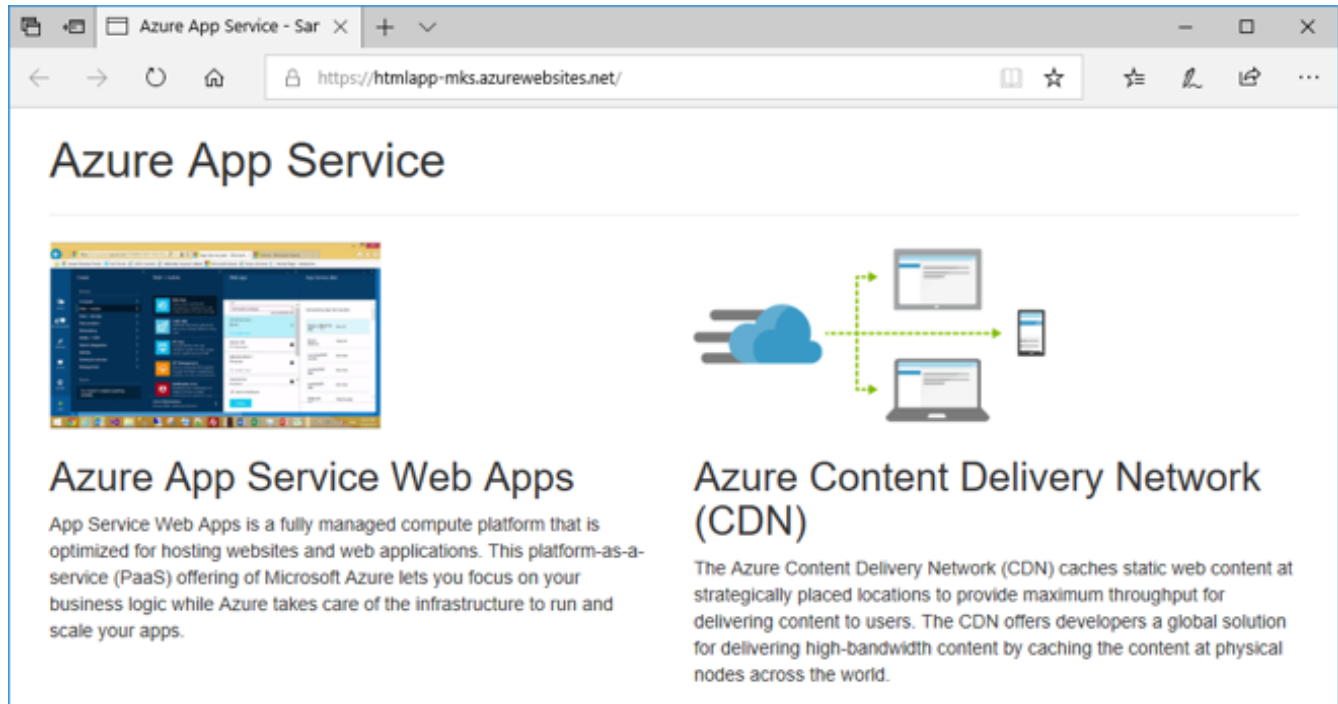 Azure App Service - Sar
https://htmlapp-mks.azurewebsites.net/
Azure App Service
Azure App Service Web Apps
App Service Web Apps is a fully managed compute platform that is
optimized for hosting websites and web applications. This platform-as-a-
service (PaaS) offering of Microsoft Azure lets you focus on your
business logic while Azure takes care of the infrastructure to run and
scale your apps.
Azure Content Delivery Network
(CDN)
The Azure Content Delivery Network (CDN) caches static web content at
strategically placed locations to provide maximum throughput for
delivering content to users. The CDN offers developers a global solution
for delivering high-bandwidth content by caching the content at physical
nodes across the world.